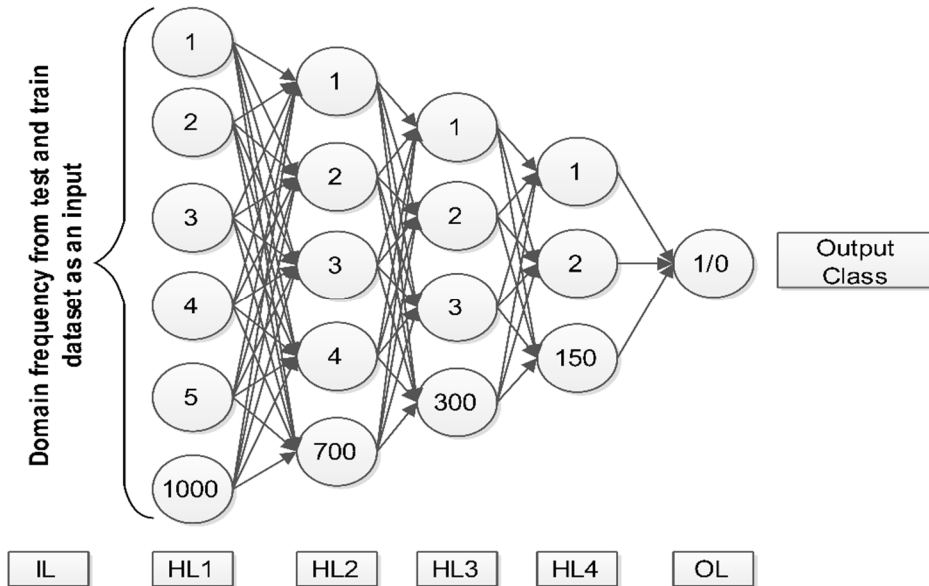 Domain frequency from test and train
dataset as an input
1
2
3
4
5
1000
1
2
3
4
700
1
2
3
300
1
2
150
1/0
Output
Class
IL
HL1
HL2
HL3
HL4
OL